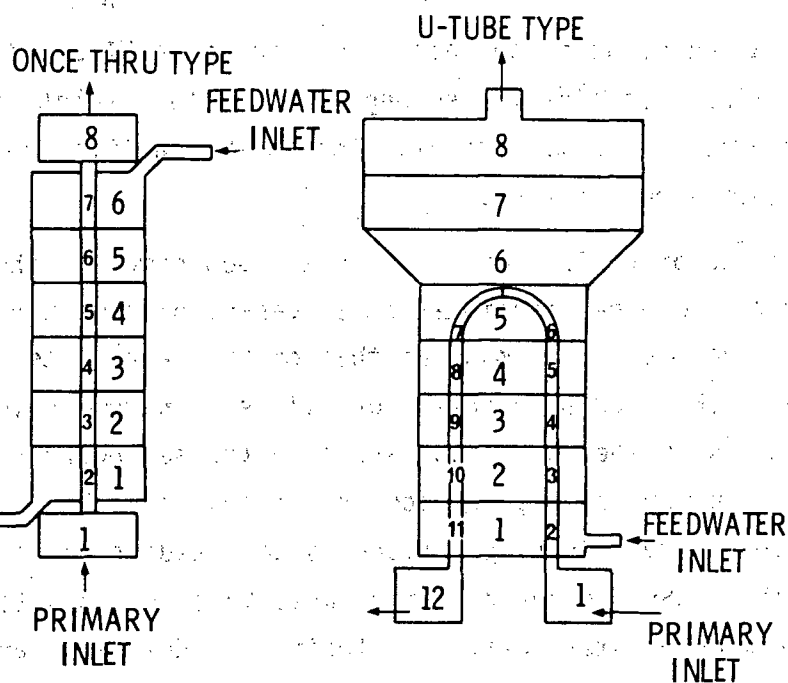 ONCE THRU TYPE
FEEDWATER
INLET
8
7 6
6 5
5 4
4 3
3 2
2 1
1
PRIMARY
INLET
U-TUBE TYPE
8
7
6
7 5 6
8 4 5
9 3 4
10 2 3
11 1 2
FEEDWATER
INLET
12 1
PRIMARY
INLET